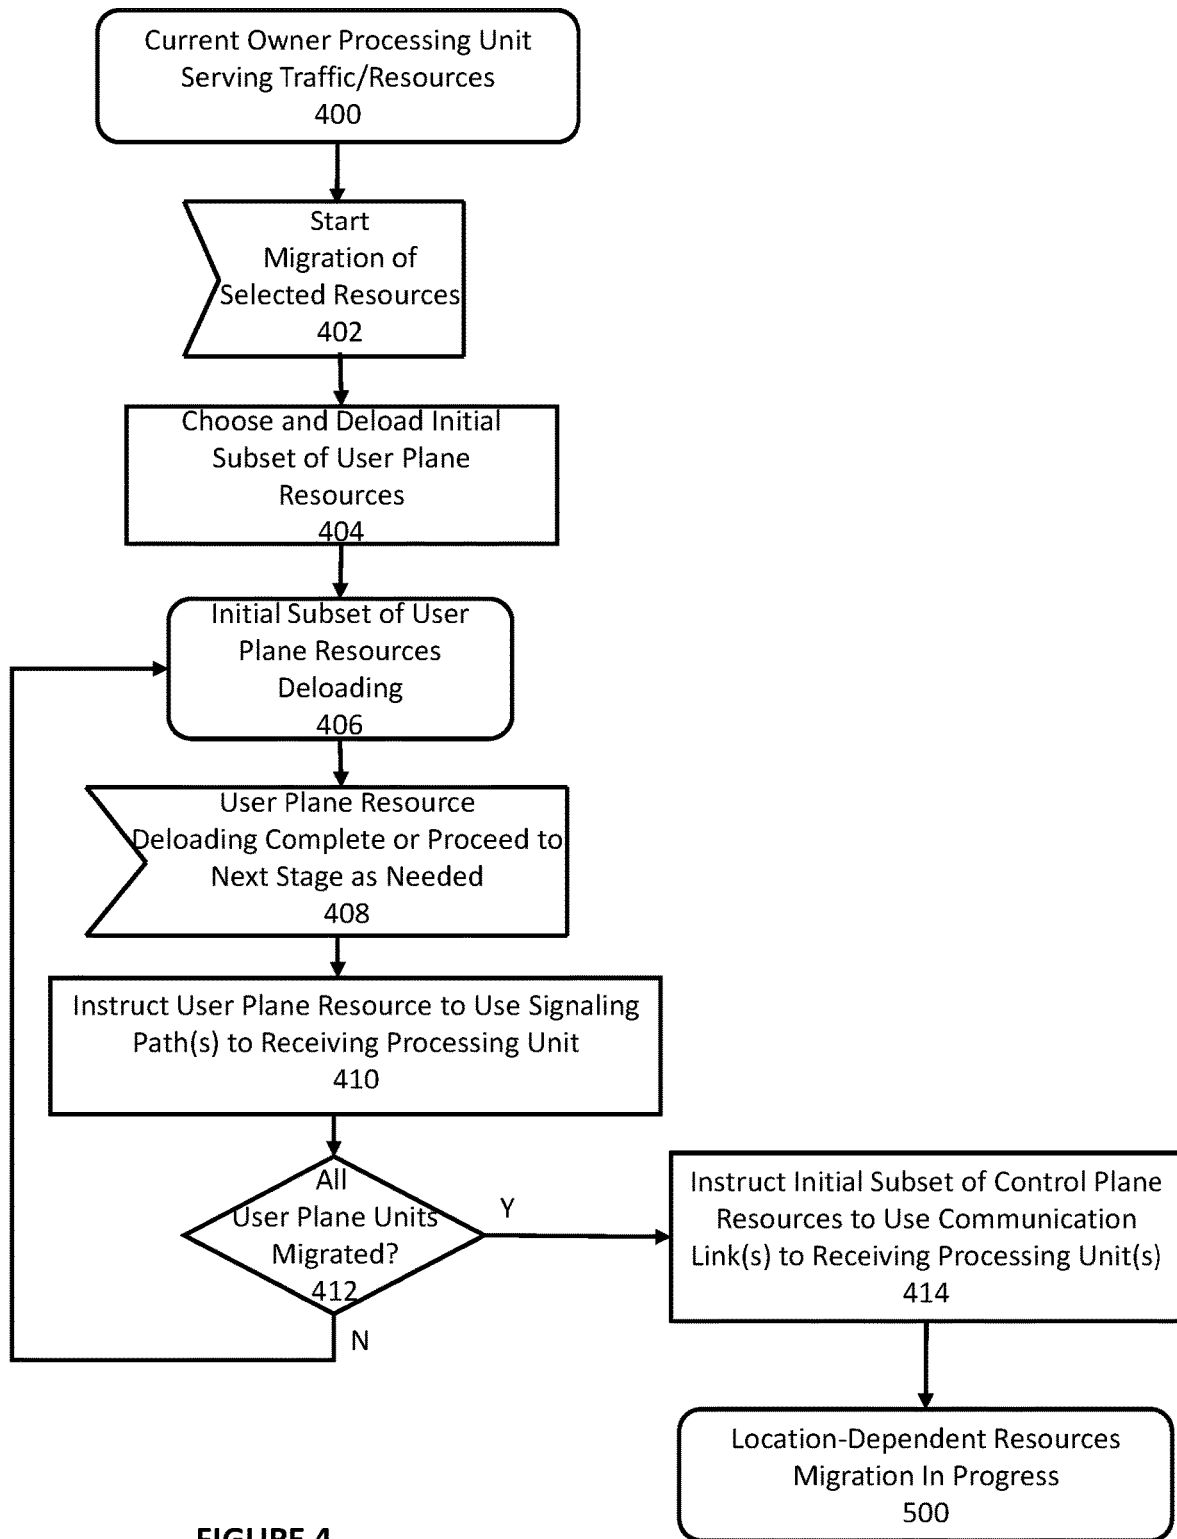 Current Owner Processing Unit
Serving Traffic/Resources
400
Start
Migration of
Selected Resources
402
Choose and Deload Initial
Subset of User Plane
Resources
404
Initial Subset of User
Plane Resources
Deloading
406
User Plane Resource
Deloading Complete or Proceed to
Next Stage as Needed
408
Instruct User Plane Resource to Use Signaling
Path(s) to Receiving Processing Unit
410
All
User Plane Units
Migrated?
412
Y
N
Instruct Initial Subset of Control Plane
Resources to Use Communication
Link(s) to Receiving Processing Unit(s)
414
Location-Dependent Resources
Migration In Progress
500
FIGURE 4